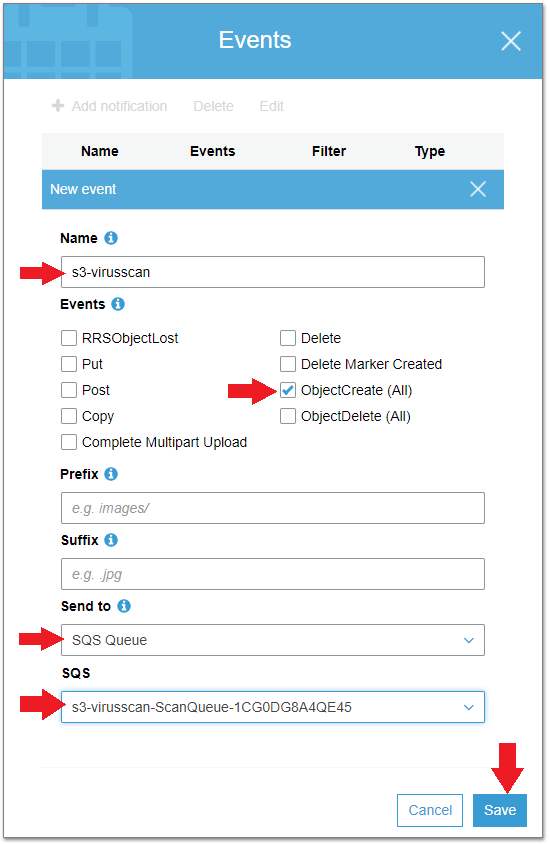 Events
Add notification Delete Edit
Name Events Filter Type
New event
Name
s3-virusscan
Events
RRSObjectLost Delete
Put Delete Marker Created
Post ObjectCreate (All)
Copy ObjectDelete (All)
Complete Multipart Upload
Prefix
e.g. images/
Suffix
e.g. .jpg
Send to
SQS Queue
SQS
s3-virusscan-ScanQueue-1CG0DG8A4QE45
Cancel Save